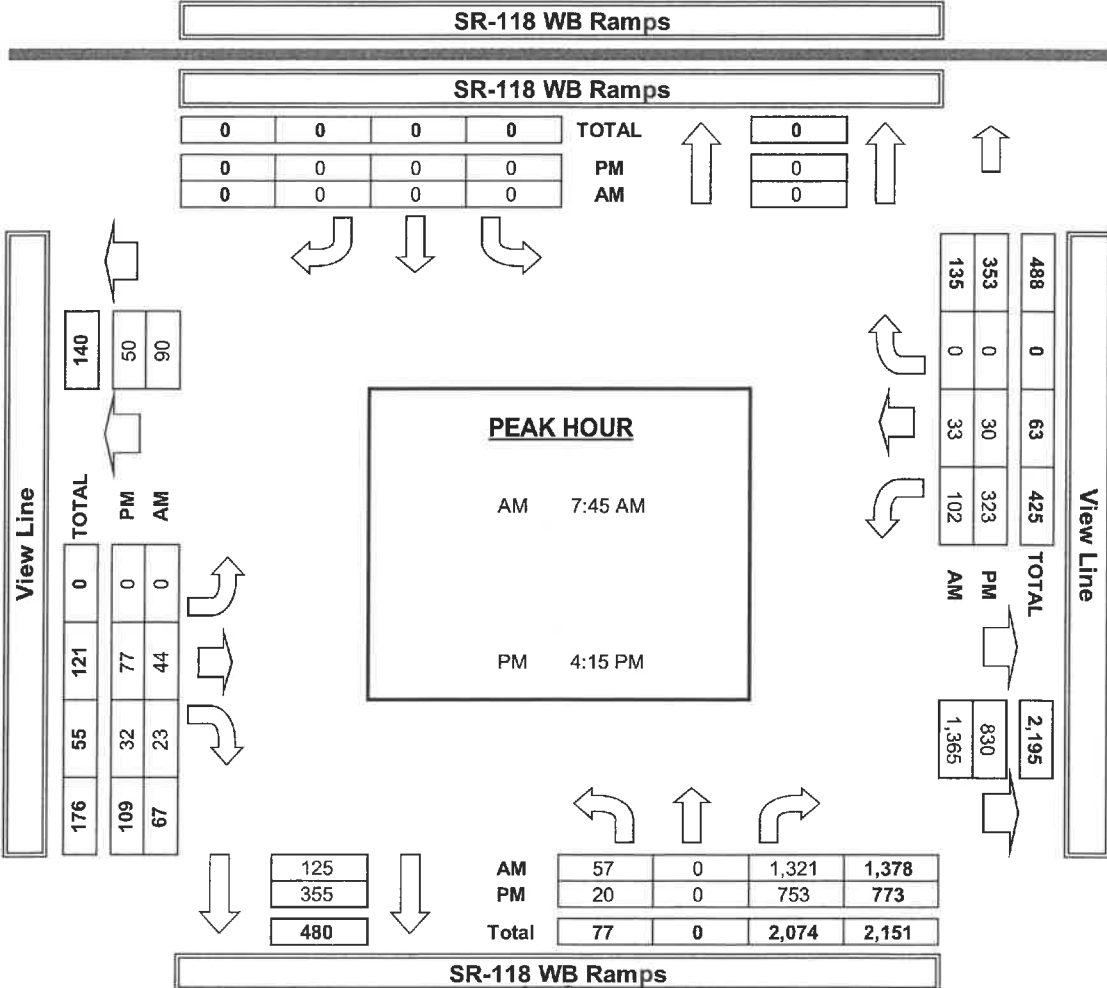 SR-118 WB Ramps
SR-118 WB Ramps
0 0 0 0 TOTAL 0
0 0 0 0 PM 0
0 0 0 0 AM 0
View Line
140
50
90
TOTAL
PM
AM
0 121 55 176
0 77 32 109
0 44 23 67
PEAK HOUR
AM 7:45 AM
PM 4:15 PM
488 0 63 425 TOTAL
353 0 30 323 PM
135 0 33 102 AM
2,195
830
1,365
View Line
125 AM 57 0 1,321 1,378
355 PM 20 0 753 773
480 Total 77 0 2,074 2,151
SR-118 WB Ramps